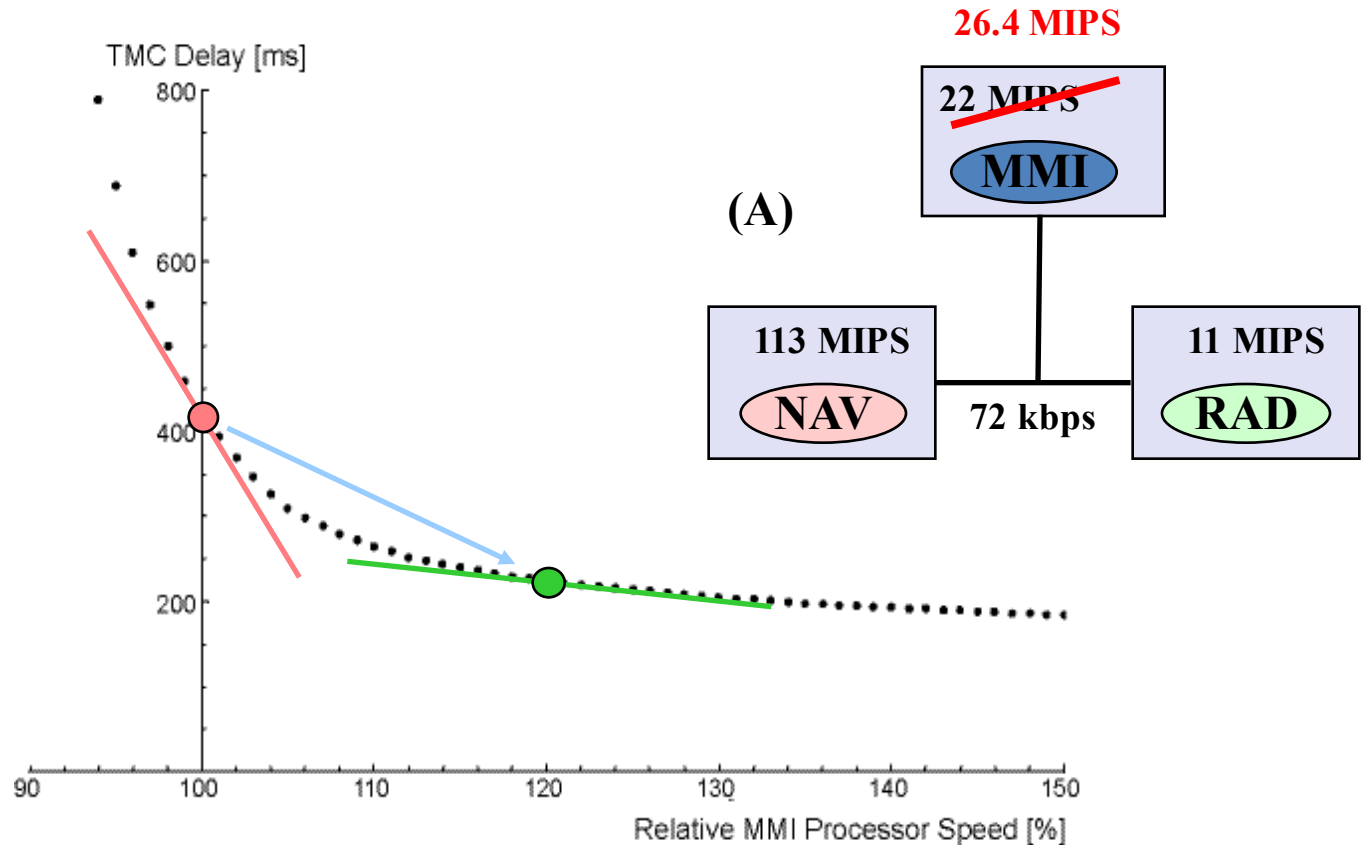 26.4 MIPS
TMC Delay [ms]
22 MIPS
MMI
(A)
113 MIPS
NAV
72 kbps
11 MIPS
RAD
800
600
400
200
90 100 110 120 130 140 150
Relative MMI Processor Speed [%]